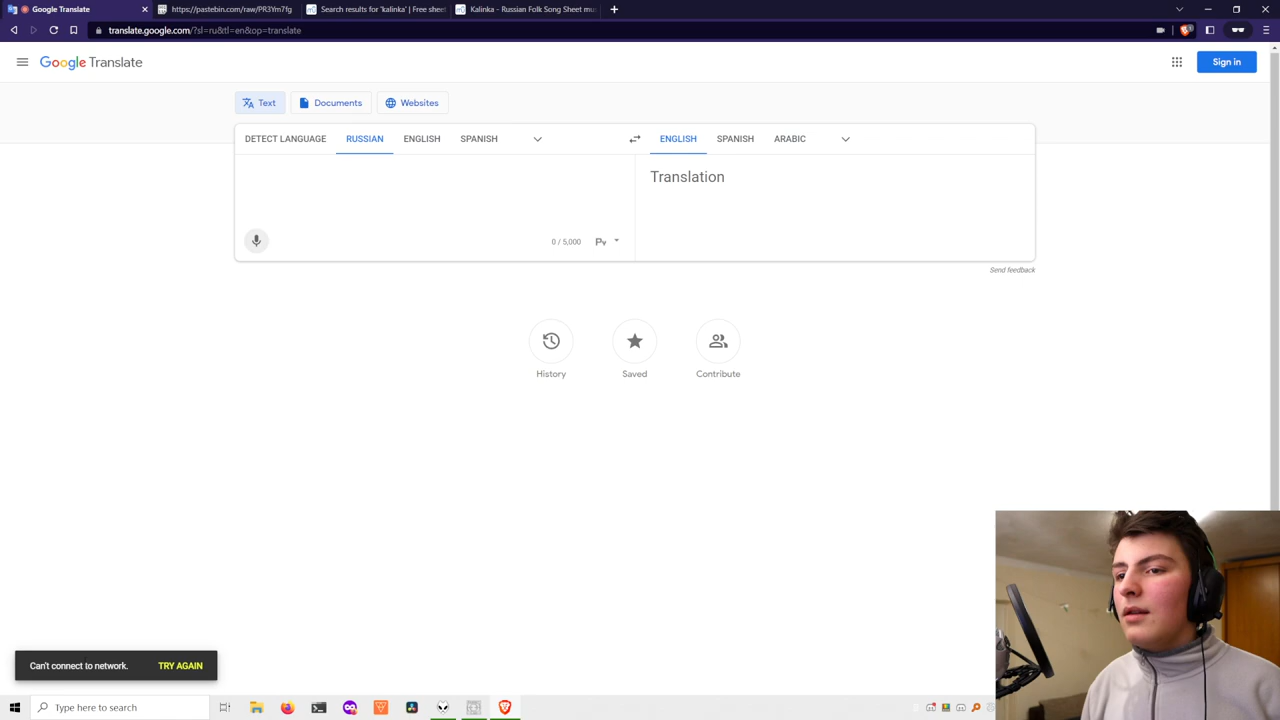 Google Translate
https://pastebin.com/raw/PR3Ym7fg
Search results for 'kalinka' | Free sheet
Kalinka – Russian Folk Song Sheet mu
translate.google.com/?sl=ru&tl=en&op=translate
Google Translate
Sign in
Text
Documents
Websites
DETECT LANGUAGE
RUSSIAN
ENGLISH
SPANISH
ENGLISH
SPANISH
ARABIC
Translation
0 / 5,000
Send feedback
History
Saved
Contribute
Can't connect to network.
TRY AGAIN
Type here to search